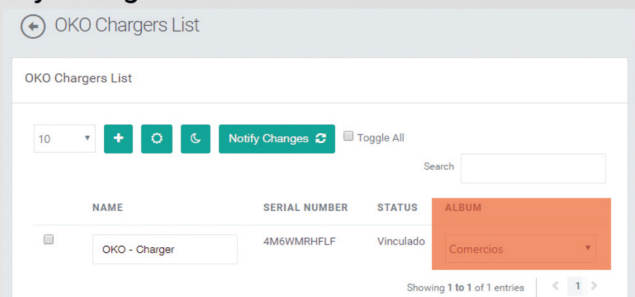 OKO Chargers List
OKO Chargers List
10 Notify Changes Toggle All
Search
NAME SERIAL NUMBER STATUS ALBUM
OKO - Charger 4M6WMRHFLF Vinculado Comercios
Showing 1 to 1 of 1 entries < 1 >